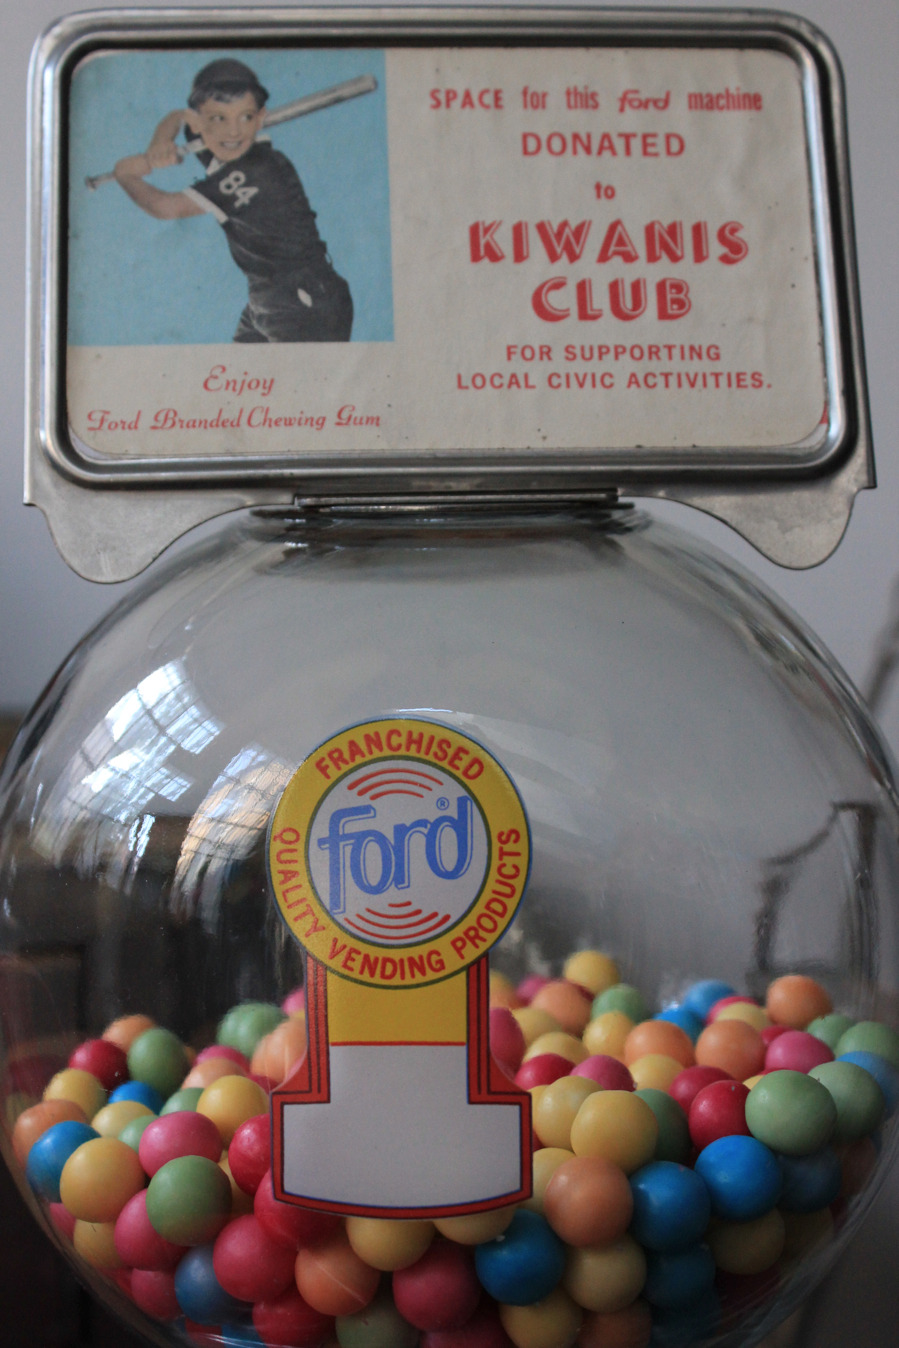 84
SPACE for this ford machine
DONATED
to
KIWANIS
CLUB
FOR SUPPORTING
LOCAL CIVIC ACTIVITIES.
Enjoy
Ford Branded Chewing Gum
FRANCHISED
ford®
QUALITY VENDING PRODUCTS